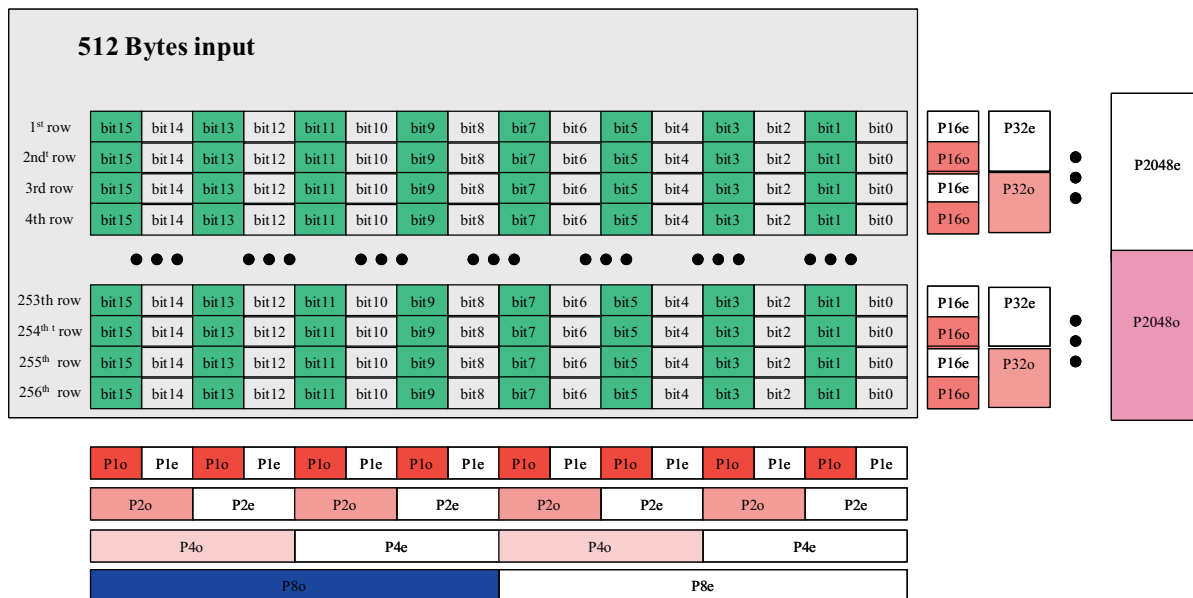 512 Bytes input
1st row bit15 bit14 bit13 bit12 bit11 bit10 bit9 bit8 bit7 bit6 bit5 bit4 bit3 bit2 bit1 bit0 P16e P32e
2ndt row bit15 bit14 bit13 bit12 bit11 bit10 bit9 bit8 bit7 bit6 bit5 bit4 bit3 bit2 bit1 bit0 P16o P2048e
3rd row bit15 bit14 bit13 bit12 bit11 bit10 bit9 bit8 bit7 bit6 bit5 bit4 bit3 bit2 bit1 bit0 P16e P32o
4th row bit15 bit14 bit13 bit12 bit11 bit10 bit9 bit8 bit7 bit6 bit5 bit4 bit3 bit2 bit1 bit0 P16o
253th row bit15 bit14 bit13 bit12 bit11 bit10 bit9 bit8 bit7 bit6 bit5 bit4 bit3 bit2 bit1 bit0 P16e P32e
254th t row bit15 bit14 bit13 bit12 bit11 bit10 bit9 bit8 bit7 bit6 bit5 bit4 bit3 bit2 bit1 bit0 P16o P2048o
255th row bit15 bit14 bit13 bit12 bit11 bit10 bit9 bit8 bit7 bit6 bit5 bit4 bit3 bit2 bit1 bit0 P16e P32o
256th row bit15 bit14 bit13 bit12 bit11 bit10 bit9 bit8 bit7 bit6 bit5 bit4 bit3 bit2 bit1 bit0 P16o
P1o P1e P1o P1e P1o P1e P1o P1e P1o P1e P1o P1e P1o P1e P1o P1e
P2o P2e P2o P2e P2o P2e P2o P2e
P4o P4e P4o P4e
P8o P8e